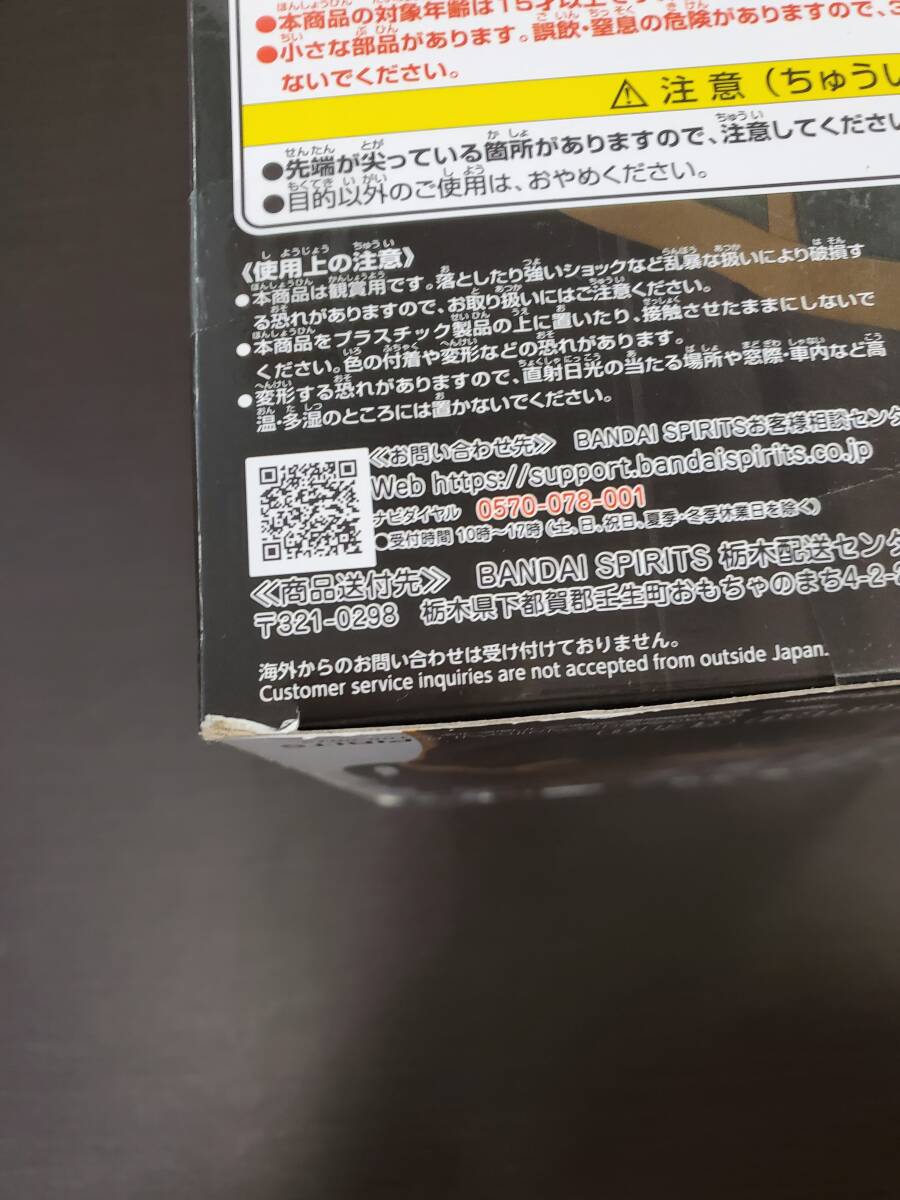 ●本商品の対象年齢は15才以上
●小さな部品があります。誤飲・窒息の危険がありますので、3
ないでください。
⚠ 注意（ちゅうい
●先端が尖っている箇所がありますので、注意してください
●目的以外のご使用は、おやめください。
《使用上の注意》
●本商品は観賞用です。落としたり強いショックなど乱暴な扱いにより破損す
る恐れがありますので、お取り扱いにはご注意ください。
●本商品をプラスチック製品の上に置いたり、接触させたままにしないで
ください。色の付着や変形などの恐れがあります。
●変形する恐れがありますので、直射日光の当たる場所や窓際・車内など高
温・多湿のところには置かないでください。
≪お問い合わせ先≫ BANDAI SPIRITSお客様相談センタ
Web https://support.bandaispirits.co.jp
ナビダイヤル 0570-078-001
●受付時間 10時〜17時（土、日、祝日、夏季・冬季休業日を除く）
≪商品送付先≫ BANDAI SPIRITS 栃木配送センタ
〒321-0298 栃木県下都賀郡壬生町おもちゃのまち4-2-2
海外からのお問い合わせは受け付けておりません。
Customer service inquiries are not accepted from outside Japan.